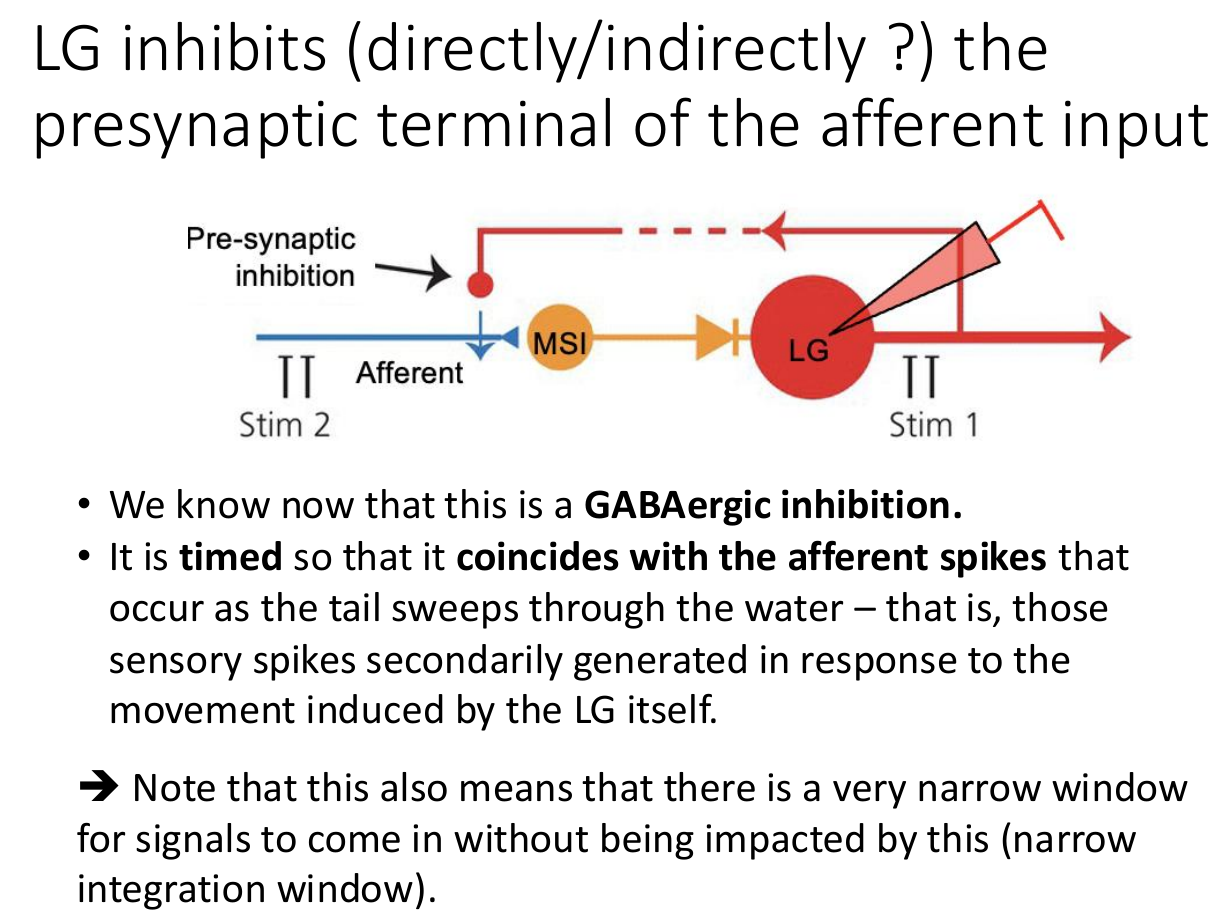 LG inhibits (directly/indirectly ?) the
presynaptic terminal of the afferent input
Pre-synaptic
inhibition
MSI
LG
Afferent
Stim 2
Stim 1
• We know now that this is a GABAergic inhibition.
• It is timed so that it coincides with the afferent spikes that
occur as the tail sweeps through the water – that is, those
sensory spikes secondarily generated in response to the
movement induced by the LG itself.
➔ Note that this also means that there is a very narrow window
for signals to come in without being impacted by this (narrow
integration window).